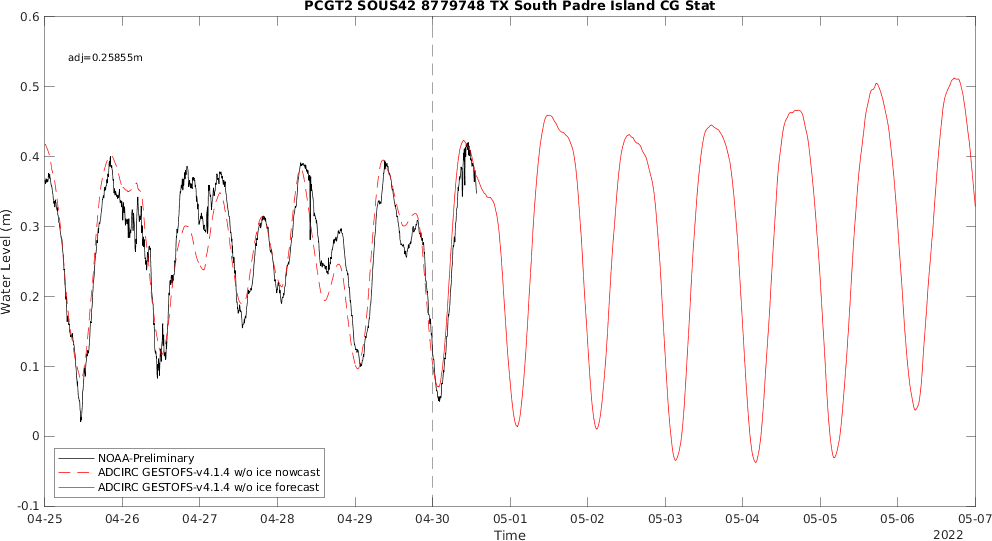 PCGT2 SOUS42 8779748 TX South Padre Island CG Stat
adj=0.25855m
Water Level (m)
0.6
0.5
0.4
0.3
0.2
0.1
0
-0.1
NOAA-Preliminary
ADCIRC GESTOFS-v4.1.4 w/o ice nowcast
ADCIRC GESTOFS-v4.1.4 w/o ice forecast
04-25 04-26 04-27 04-28 04-29 04-30 05-01 05-02 05-03 05-04 05-05 05-06 05-07
Time
2022